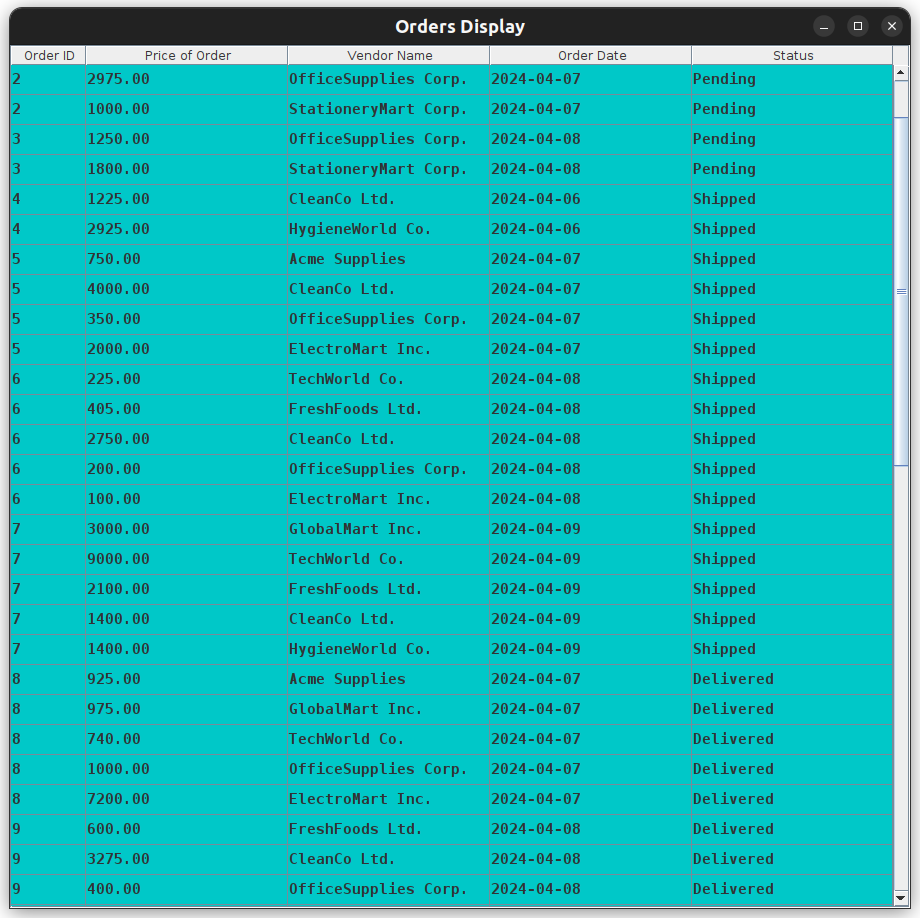 Orders Display
Order ID Price of Order Vendor Name Order Date Status
2 2975.00 OfficeSupplies Corp. 2024-04-07 Pending
2 1000.00 StationeryMart Corp. 2024-04-07 Pending
3 1250.00 OfficeSupplies Corp. 2024-04-08 Pending
3 1800.00 StationeryMart Corp. 2024-04-08 Pending
4 1225.00 CleanCo Ltd. 2024-04-06 Shipped
4 2925.00 HygieneWorld Co. 2024-04-06 Shipped
5 750.00 Acme Supplies 2024-04-07 Shipped
5 4000.00 CleanCo Ltd. 2024-04-07 Shipped
5 350.00 OfficeSupplies Corp. 2024-04-07 Shipped
5 2000.00 ElectroMart Inc. 2024-04-07 Shipped
6 225.00 TechWorld Co. 2024-04-08 Shipped
6 405.00 FreshFoods Ltd. 2024-04-08 Shipped
6 2750.00 CleanCo Ltd. 2024-04-08 Shipped
6 200.00 OfficeSupplies Corp. 2024-04-08 Shipped
6 100.00 ElectroMart Inc. 2024-04-08 Shipped
7 3000.00 GlobalMart Inc. 2024-04-09 Shipped
7 9000.00 TechWorld Co. 2024-04-09 Shipped
7 2100.00 FreshFoods Ltd. 2024-04-09 Shipped
7 1400.00 CleanCo Ltd. 2024-04-09 Shipped
7 1400.00 HygieneWorld Co. 2024-04-09 Shipped
8 925.00 Acme Supplies 2024-04-07 Delivered
8 975.00 GlobalMart Inc. 2024-04-07 Delivered
8 740.00 TechWorld Co. 2024-04-07 Delivered
8 1000.00 OfficeSupplies Corp. 2024-04-07 Delivered
8 7200.00 ElectroMart Inc. 2024-04-07 Delivered
9 600.00 FreshFoods Ltd. 2024-04-08 Delivered
9 3275.00 CleanCo Ltd. 2024-04-08 Delivered
9 400.00 OfficeSupplies Corp. 2024-04-08 Delivered